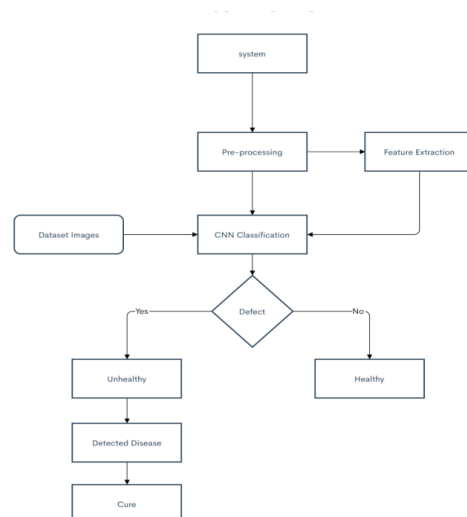 system
Pre-processing
Feature Extraction
Dataset Images
CNN Classification
Defect
Yes
No
Unhealthy
Healthy
Detected Disease
Cure